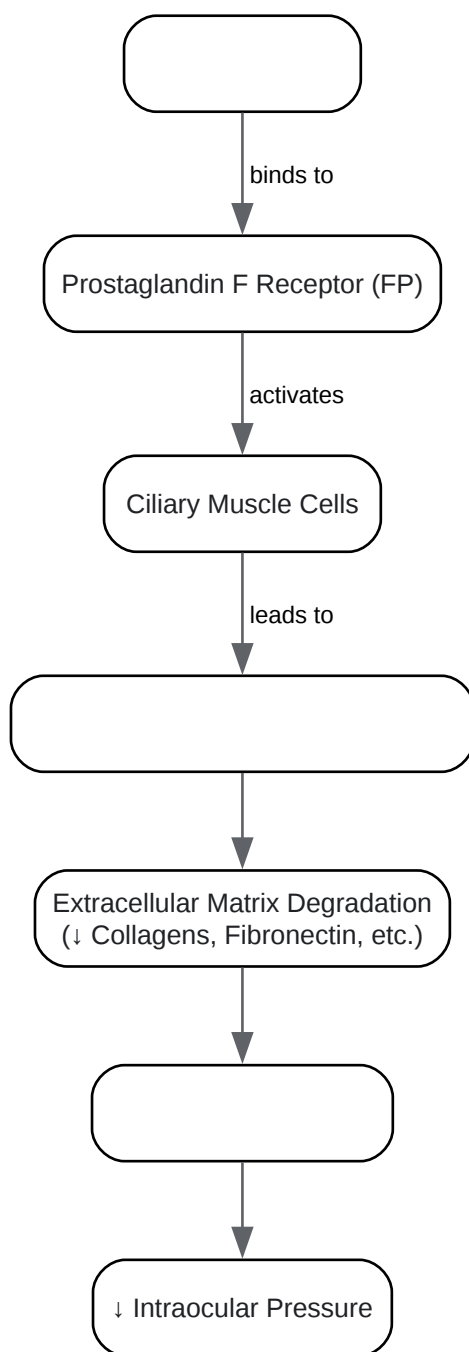 binds to
Prostaglandin F Receptor (FP)
activates
Ciliary Muscle Cells
leads to
Extracellular Matrix Degradation
(↓ Collagens, Fibronectin, etc.)
↓ Intraocular Pressure